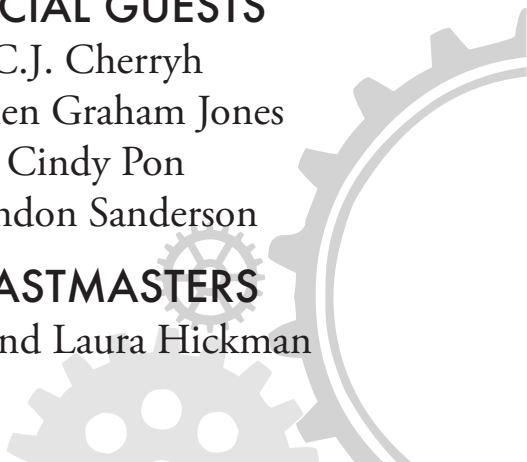 CIAL GUESTS
C.J. Cherryh
en Graham Jones
Cindy Pon
ndon Sanderson
ASTMASTERS
nd Laura Hickman